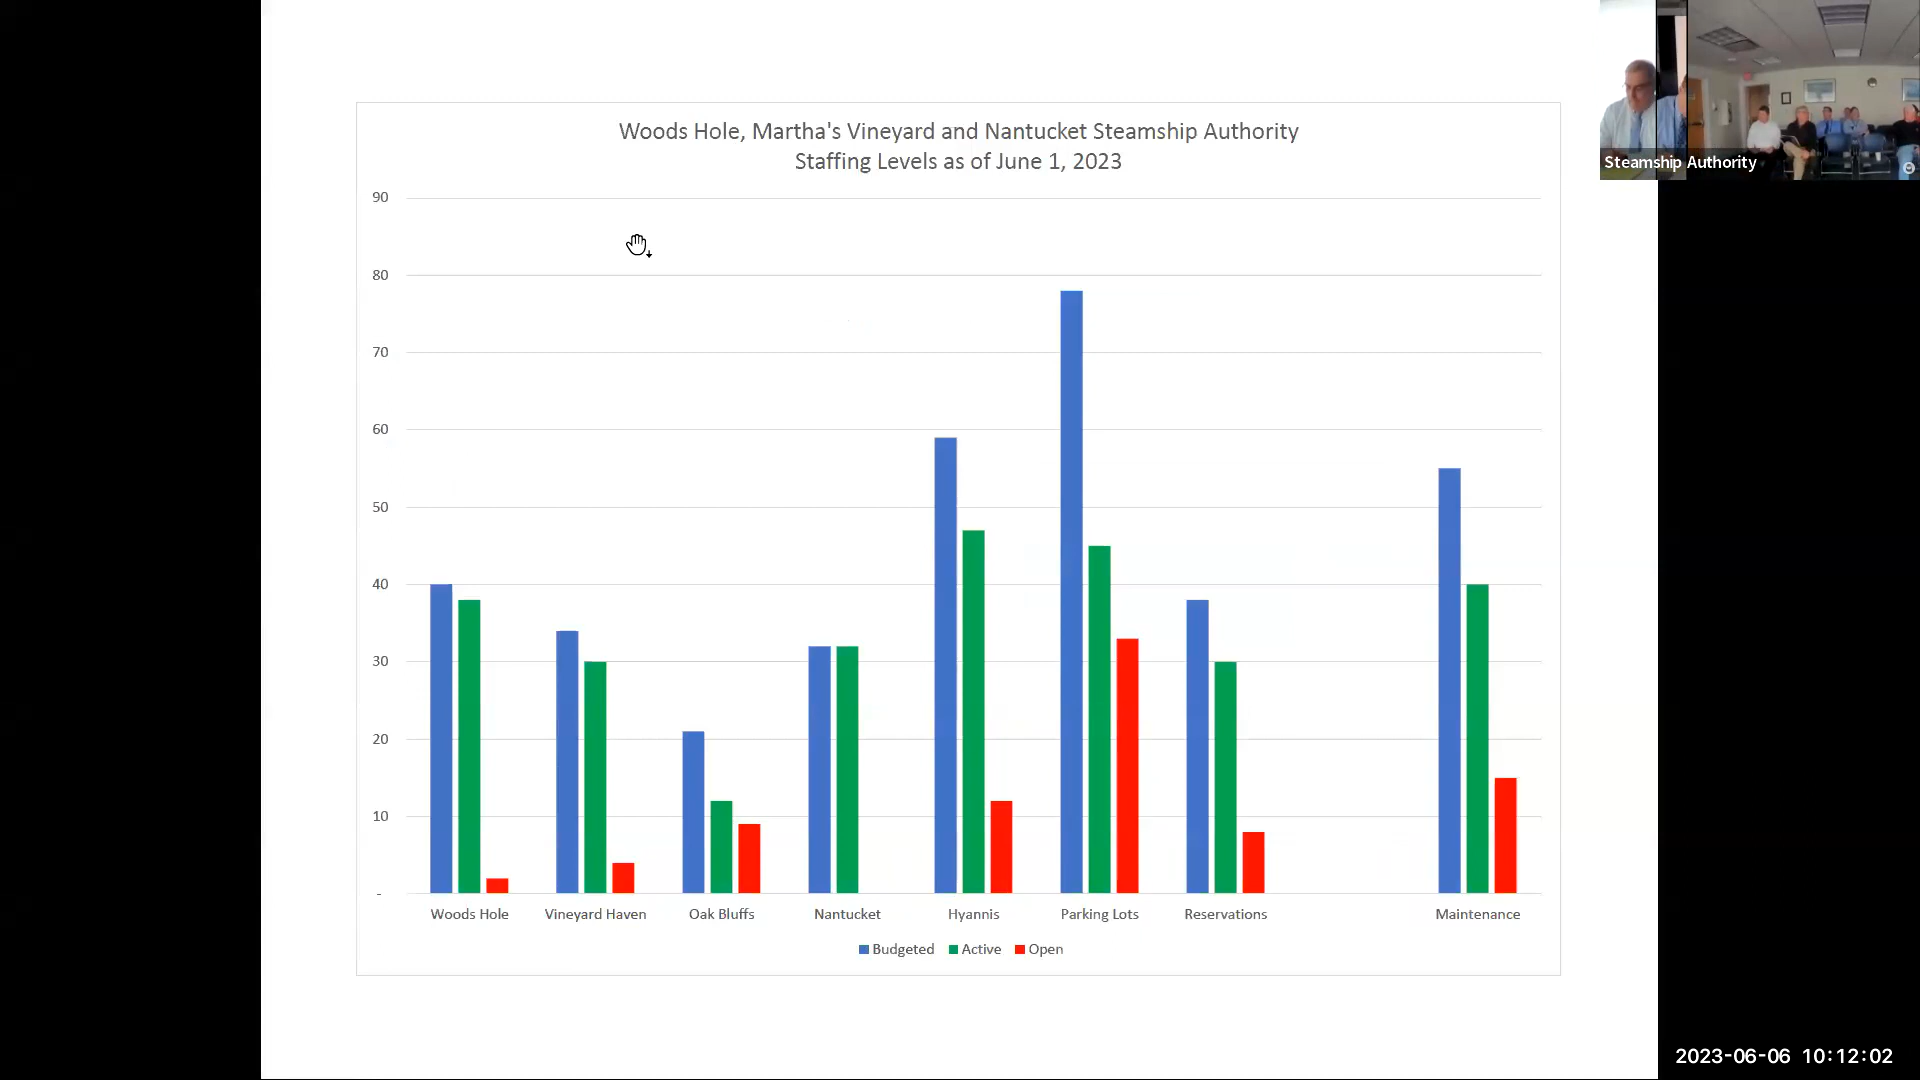 Woods Hole, Martha's Vineyard and Nantucket Steamship Authority
Staffing Levels as of June 1, 2023
90
80
70
60
50
40
30
20
10
-
Woods Hole Vineyard Haven Oak Bluffs Nantucket Hyannis Parking Lots Reservations Maintenance
Budgeted Active Open
Steamship Authority
2023-06-06 10:12:02